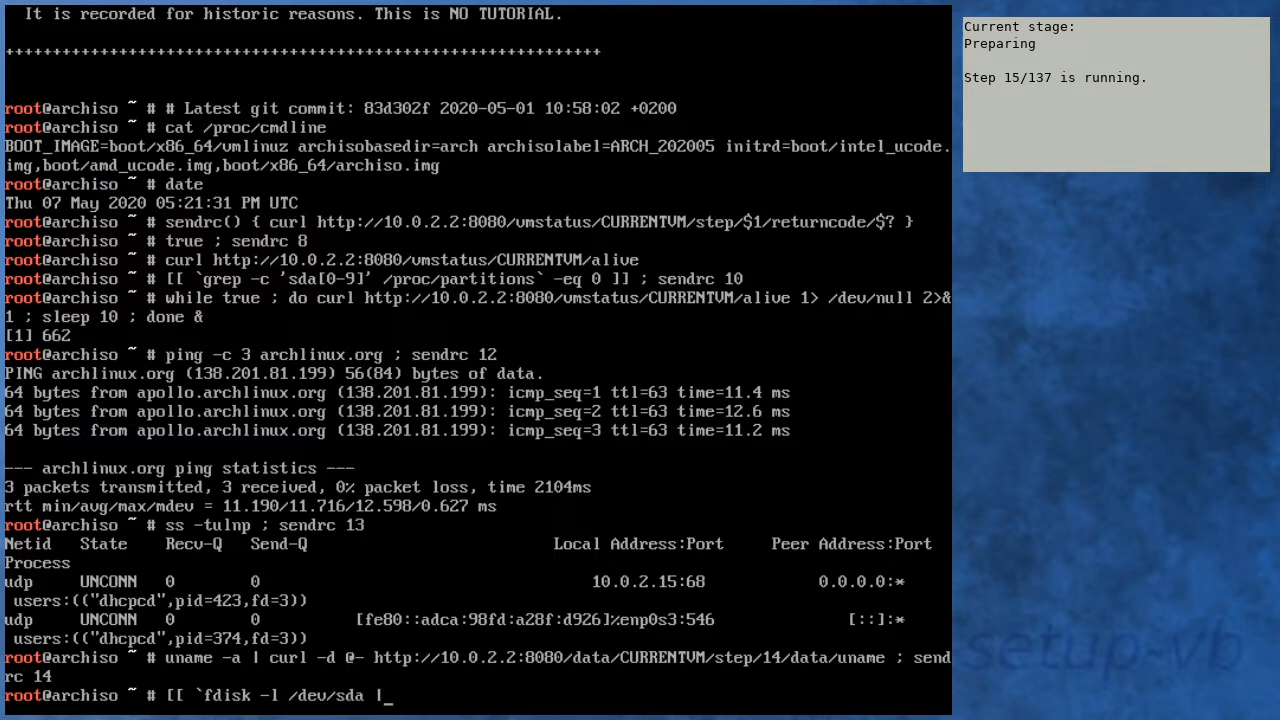 It is recorded for historic reasons. This is NO TUTORIAL.
+++++++++++++++++++++++++++++++++++++++++++++++++++++++++++++++
root@archiso ~ # # Latest git commit: 83d302f 2020-05-01 10:58:02 +0200
root@archiso ~ # cat /proc/cmdline
BOOT_IMAGE=boot/x86_64/vmlinuz archisobasedir=arch archisolabel=ARCH_202005 initrd=boot/intel_ucode.
img,boot/amd_ucode.img,boot/x86_64/archiso.img
root@archiso ~ # date
Thu 07 May 2020 05:21:31 PM UTC
root@archiso ~ # sendrc() { curl http://10.0.2.2:8080/vmstatus/CURRENTVM/step/$1/returncode/$? }
root@archiso ~ # true ; sendrc 8
root@archiso ~ # curl http://10.0.2.2:8080/vmstatus/CURRENTVM/alive
root@archiso ~ # [[ `grep -c 'sda[0-9]' /proc/partitions` -eq 0 ]] ; sendrc 10
root@archiso ~ # while true ; do curl http://10.0.2.2:8080/vmstatus/CURRENTVM/alive 1> /dev/null 2>&
1 ; sleep 10 ; done &
[1] 662
root@archiso ~ # ping -c 3 archlinux.org ; sendrc 12
PING archlinux.org (138.201.81.199) 56(84) bytes of data.
64 bytes from apollo.archlinux.org (138.201.81.199): icmp_seq=1 ttl=63 time=11.4 ms
64 bytes from apollo.archlinux.org (138.201.81.199): icmp_seq=2 ttl=63 time=12.6 ms
64 bytes from apollo.archlinux.org (138.201.81.199): icmp_seq=3 ttl=63 time=11.2 ms
--- archlinux.org ping statistics ---
3 packets transmitted, 3 received, 0% packet loss, time 2104ms
rtt min/avg/max/mdev = 11.190/11.716/12.598/0.627 ms
root@archiso ~ # ss -tulnp ; sendrc 13
Netid   State    Recv-Q   Send-Q                          Local Address:Port     Peer Address:Port
Process
udp     UNCONN   0        0                                   10.0.2.15:68            0.0.0.0:*
 users:(("dhcpcd",pid=423,fd=3))
udp     UNCONN   0        0          [fe80::adca:98fd:a28f:d926]%enp0s3:546              [::]:*
 users:(("dhcpcd",pid=374,fd=3))
root@archiso ~ # uname -a | curl -d @- http://10.0.2.2:8080/data/CURRENTVM/step/14/data/uname ; send
rc 14
root@archiso ~ # [[ `fdisk -l /dev/sda |_
Current stage:
Preparing
Step 15/137 is running.
setup-vb